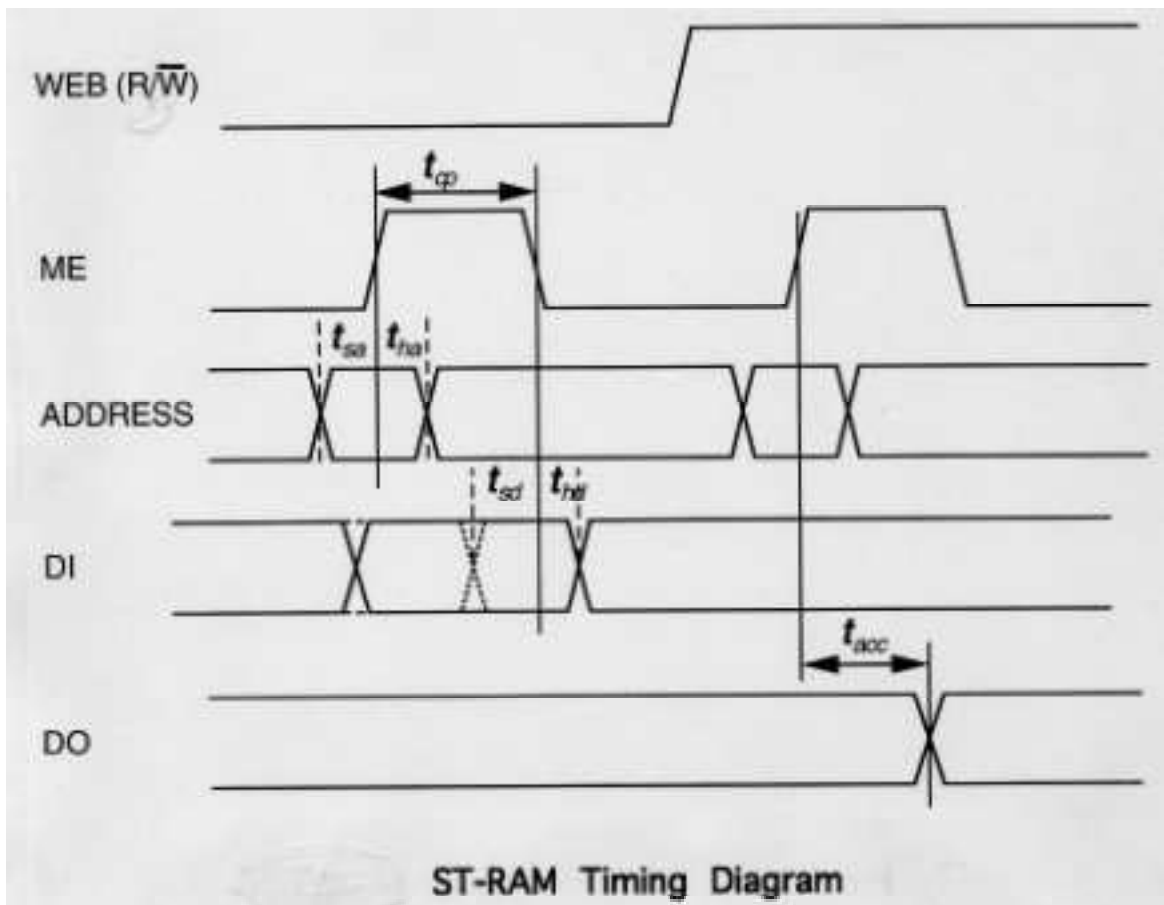 WEB (R/W̅)
t_cp
ME
t_sa t_ha
ADDRESS
t_sd t_hd
DI
t_acc
DO
ST-RAM Timing Diagram